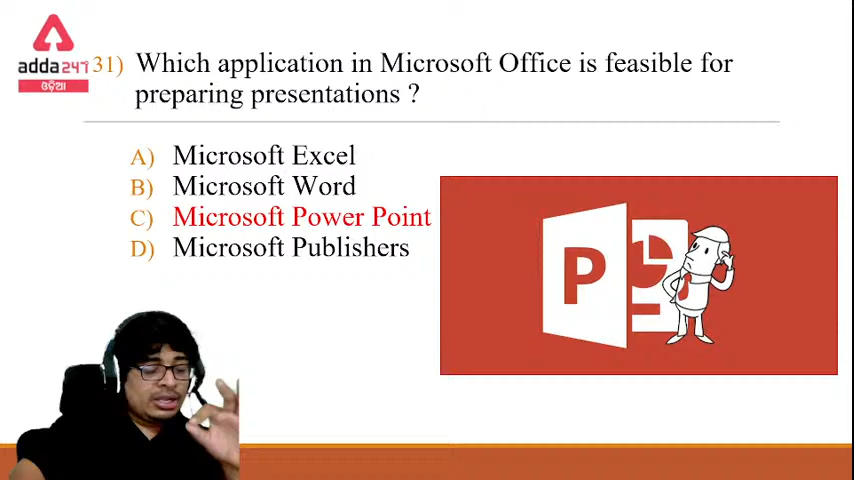 adda247
ଓଡ଼ିଆ
31) Which application in Microsoft Office is feasible for
preparing presentations ?
A) Microsoft Excel
B) Microsoft Word
C) Microsoft Power Point
D) Microsoft Publishers
P